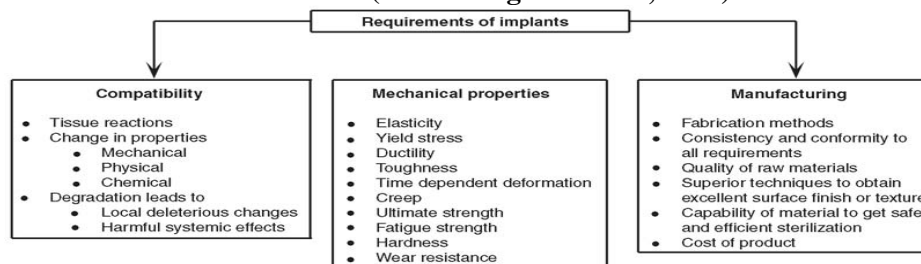 Requirements of implants
Compatibility
• Tissue reactions
• Change in properties
• Mechanical
• Physical
• Chemical
• Degradation leads to
• Local deleterious changes
• Harmful systemic effects
Mechanical properties
• Elasticity
• Yield stress
• Ductility
• Toughness
• Time dependent deformation
• Creep
• Ultimate strength
• Fatigue strength
• Hardness
• Wear resistance
Manufacturing
• Fabrication methods
• Consistency and conformity to
all requirements
• Quality of raw materials
• Superior techniques to obtain
excellent surface finish or texture
• Capability of material to get safe
and efficient sterilization
• Cost of product